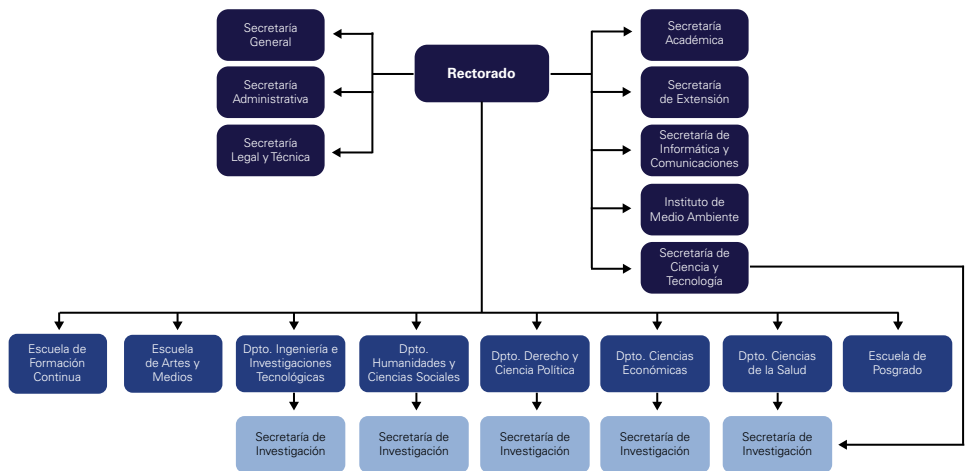 Secretaría
General
Secretaría
Administrativa
Secretaría
Legal y Técnica
Rectorado
Secretaría
Académica
Secretaría
de Extensión
Secretaría de
Informática y
Comunicaciones
Instituto de
Medio Ambiente
Secretaría de
Ciencia y
Tecnología
Escuela de
Formación
Continua
Escuela
de Artes y
Medios
Dpto. Ingeniería e
Investigaciones
Tecnológicas
Dpto.
Humanidades y
Ciencias Sociales
Dpto. Derecho y
Ciencia Política
Dpto. Ciencias
Económicas
Dpto. Ciencias
de la Salud
Escuela de
Posgrado
Secretaría de
Investigación
Secretaría de
Investigación
Secretaría de
Investigación
Secretaría de
Investigación
Secretaría de
Investigación